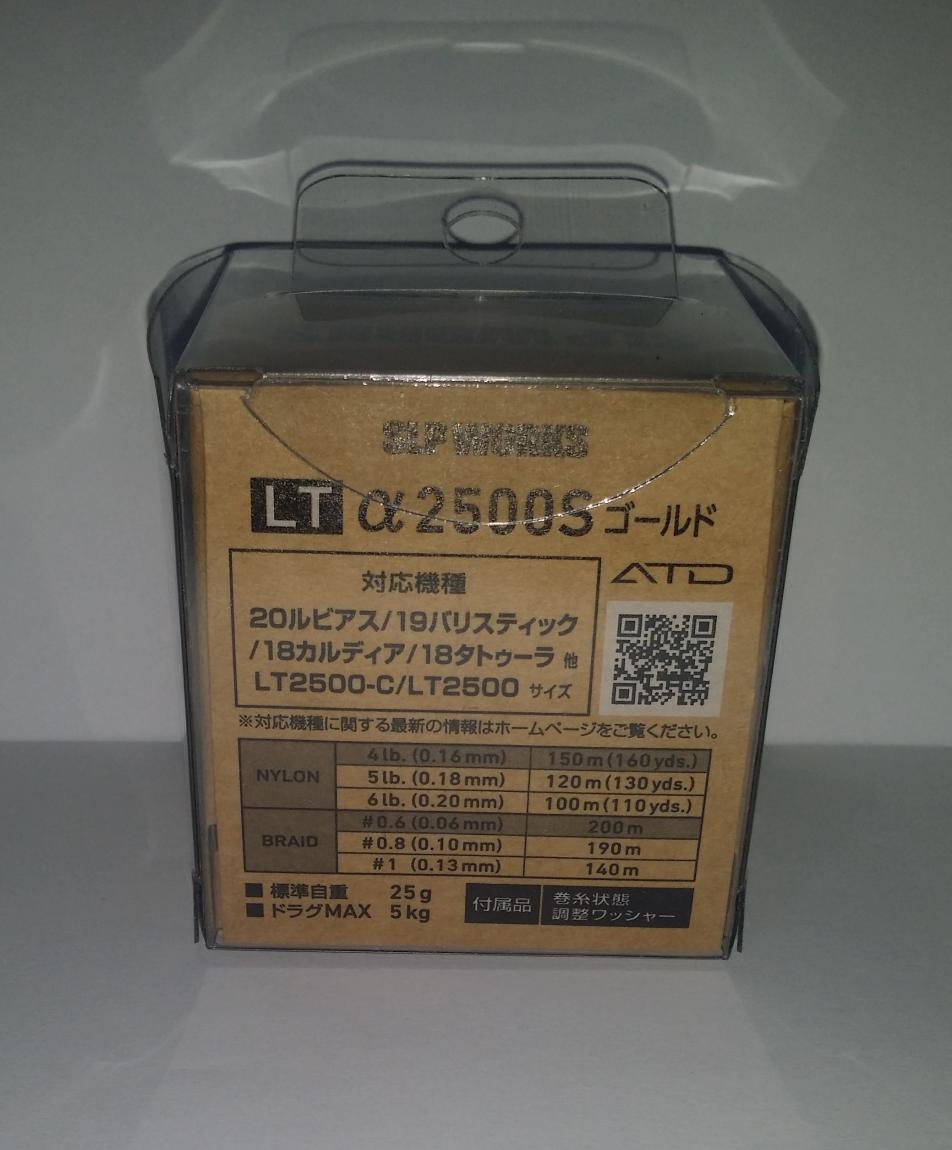 SLP WORKS
LT α2500S ゴールド
ATD
対応機種
20ルビアス/19バリスティック
/18カルディア/18タトゥーラ 他
LT2500-C/LT2500 サイズ
※対応機種に関する最新の情報はホームページをご覧ください。
NYLON
4lb. (0.16mm) 150m(160yds.)
5lb. (0.18mm) 120m(130yds.)
6lb. (0.20mm) 100m(110yds.)
BRAID
#0.6 (0.06mm) 200m
#0.8 (0.10mm) 190m
#1 (0.13mm) 140m
■ 標準自重 25g
■ ドラグMAX 5kg
付属品
巻糸状態
調整ワッシャー